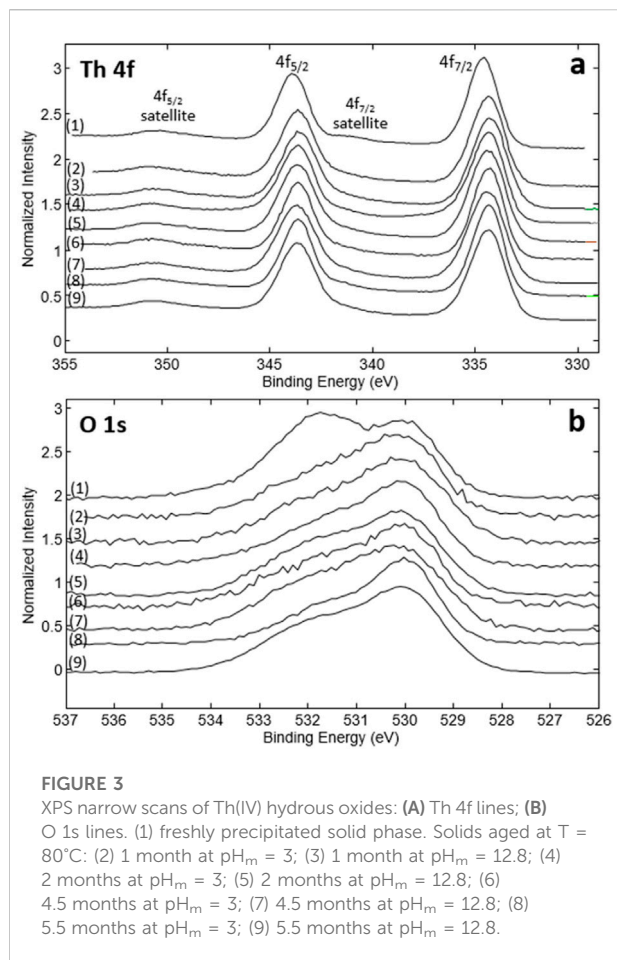 Th 4f
4f5/2
4f7/2
a
4f5/2
satellite
4f7/2
satellite
(1)
(2)
(3)
(4)
(5)
(6)
(7)
(8)
(9)
3
2.5
2
1.5
1
0.5
0
Normalized Intensity
355
350
345
340
335
330
Binding Energy (eV)
O 1s
b
(1)
(2)
(3)
(4)
(5)
(6)
(7)
(8)
(9)
3
2.5
2
1.5
1
0.5
0
Normalized Intensity
537 536 535 534 533 532 531 530 529 528 527 526
Binding Energy (eV)
FIGURE 3
XPS narrow scans of Th(IV) hydrous oxides: (A) Th 4f lines; (B)
O 1s lines. (1) freshly precipitated solid phase. Solids aged at T =
80°C: (2) 1 month at pHm = 3; (3) 1 month at pHm = 12.8; (4)
2 months at pHm = 3; (5) 2 months at pHm = 12.8; (6)
4.5 months at pHm = 3; (7) 4.5 months at pHm = 12.8; (8)
5.5 months at pHm = 3; (9) 5.5 months at pHm = 12.8.